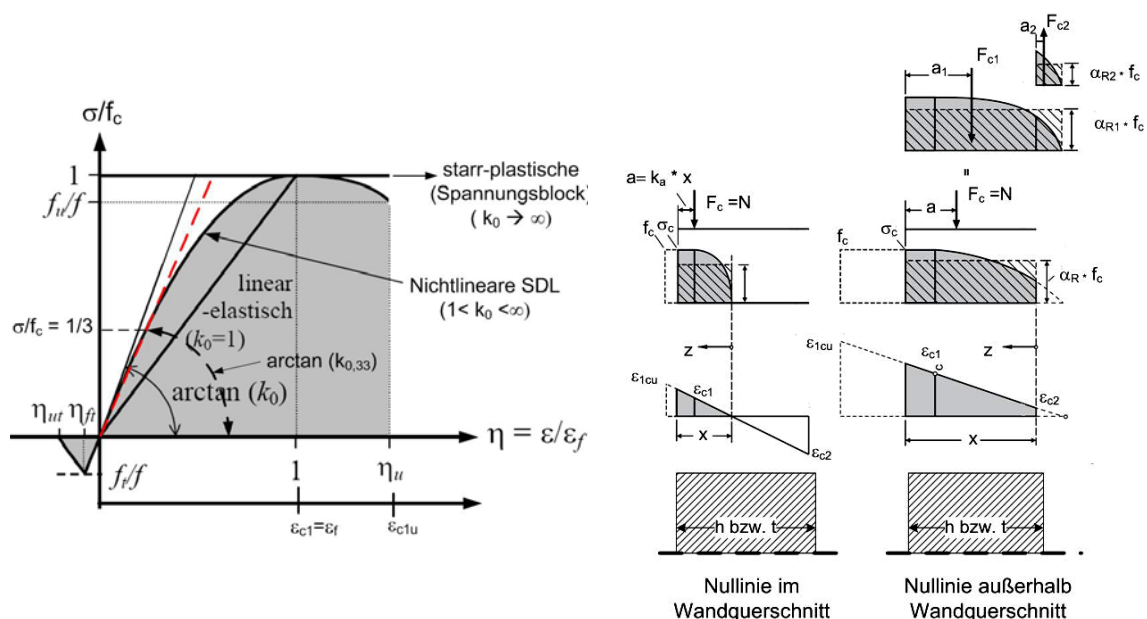 σ/f_c
1
f_u/f
σ/f_c = 1/3
starr-plastische
(Spannungsblock)
( k_0 → ∞)
Nichtlineare SDL
(1< k_0 <∞)
linear
-elastisch
(k_0=1)
arctan (k_0,33)
arctan (k_0)
η_ut η_ft
η = ε/ε_f
f_t/f
1
η_u
ε_c1=ε_f
ε_c1u
a_2
F_c2
F_c1
a_1
α_R2 * f_c
α_R1 * f_c
"
a= k_a * x
F_c =N
f_c σ_c
a
F_c =N
f_c
σ_c
α_R * f_c
z
z
ε_1cu
ε_c1
x
ε_c2
ε_1cu
ε_c1
c
ε_c2
x
h bzw. t
h bzw. t
Nullinie im
Wandquerschnitt
Nullinie außerhalb
Wandquerschnitt